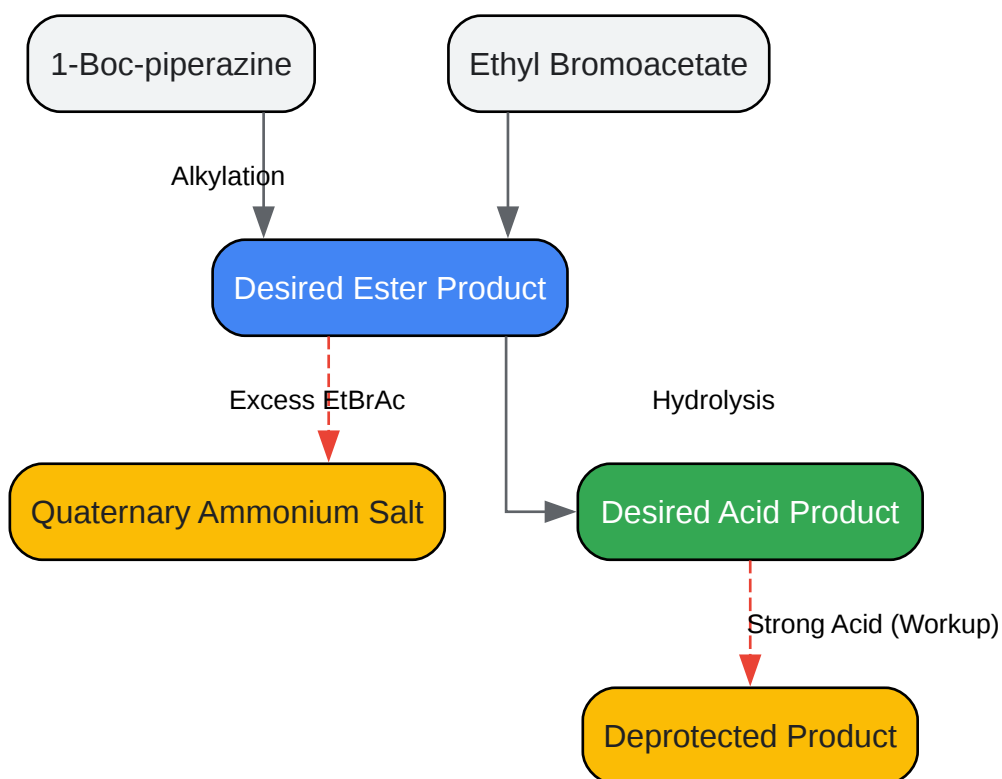 1-Boc-piperazine
Ethyl Bromoacetate
Alkylation
Desired Ester Product
Excess EtBrAc
Hydrolysis
Quaternary Ammonium Salt
Desired Acid Product
Strong Acid (Workup)
Deprotected Product